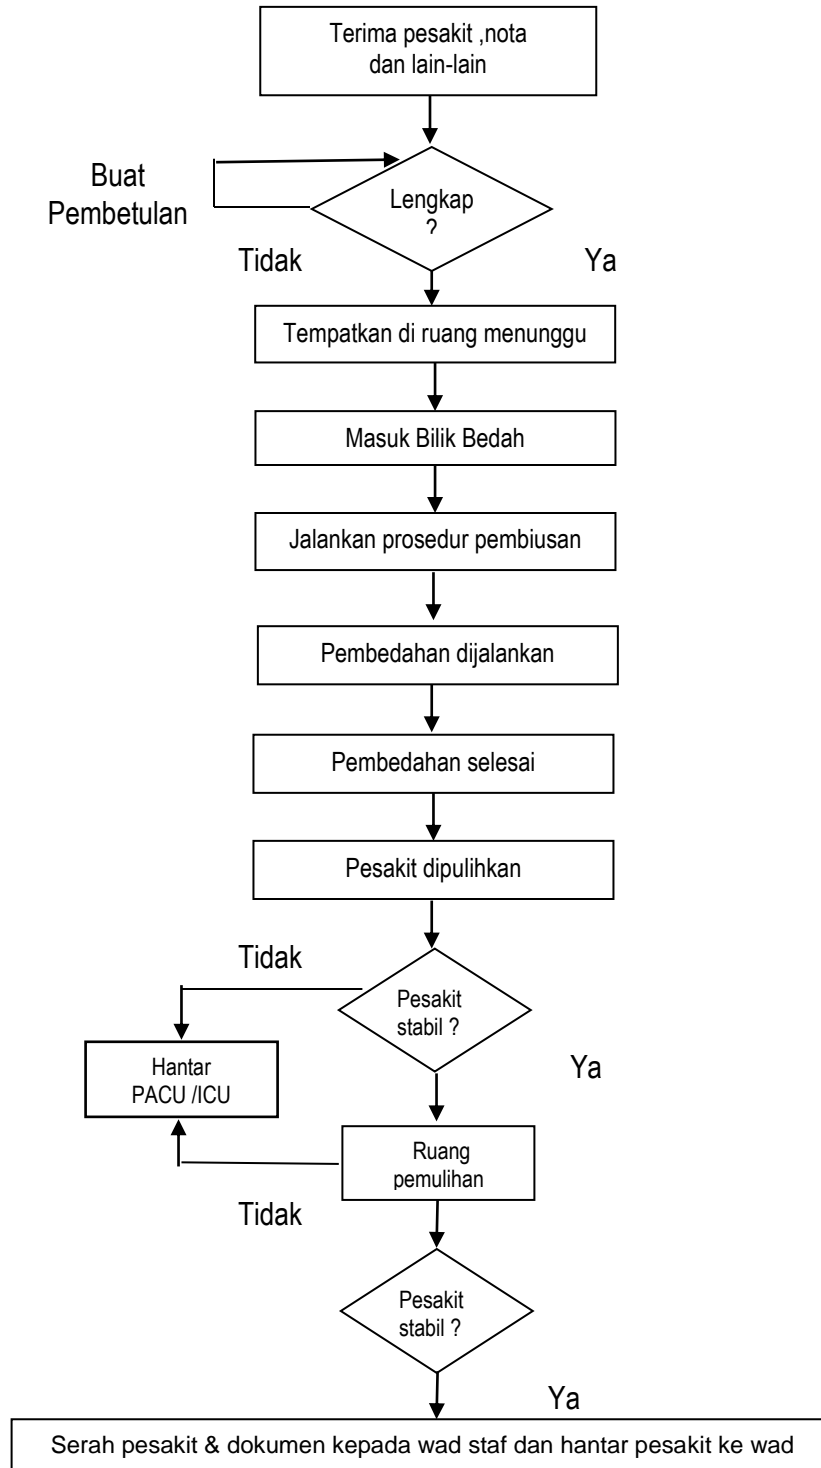 Terima pesakit ,nota
dan lain-lain
Buat
Pembetulan
Lengkap
?
Tidak
Ya
Tempatkan di ruang menunggu
Masuk Bilik Bedah
Jalankan prosedur pembiusan
Pembedahan dijalankan
Pembedahan selesai
Pesakit dipulihkan
Tidak
Pesakit
stabil ?
Hantar
PACU /ICU
Ya
Ruang
pemulihan
Tidak
Pesakit
stabil ?
Ya
Serah pesakit & dokumen kepada wad staf dan hantar pesakit ke wad